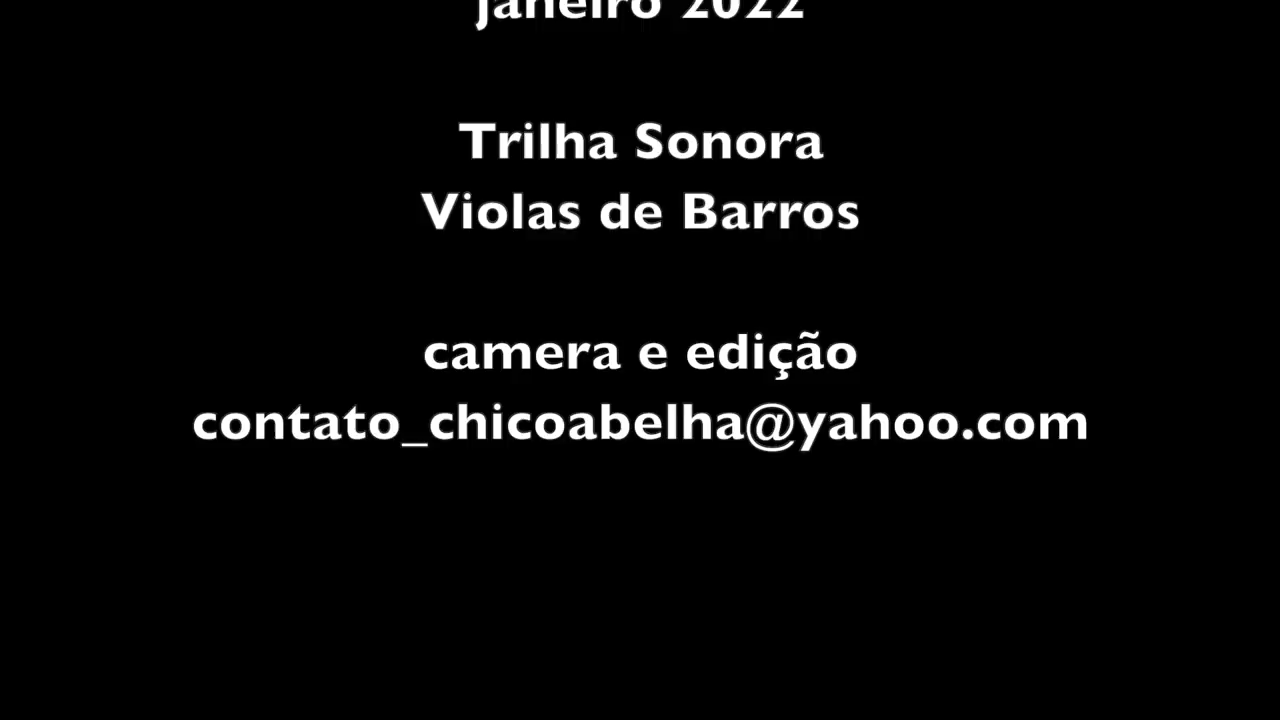 janeiro 2022
Trilha Sonora
Violas de Barros
camera e edição
contato_chicoabelha@yahoo.com